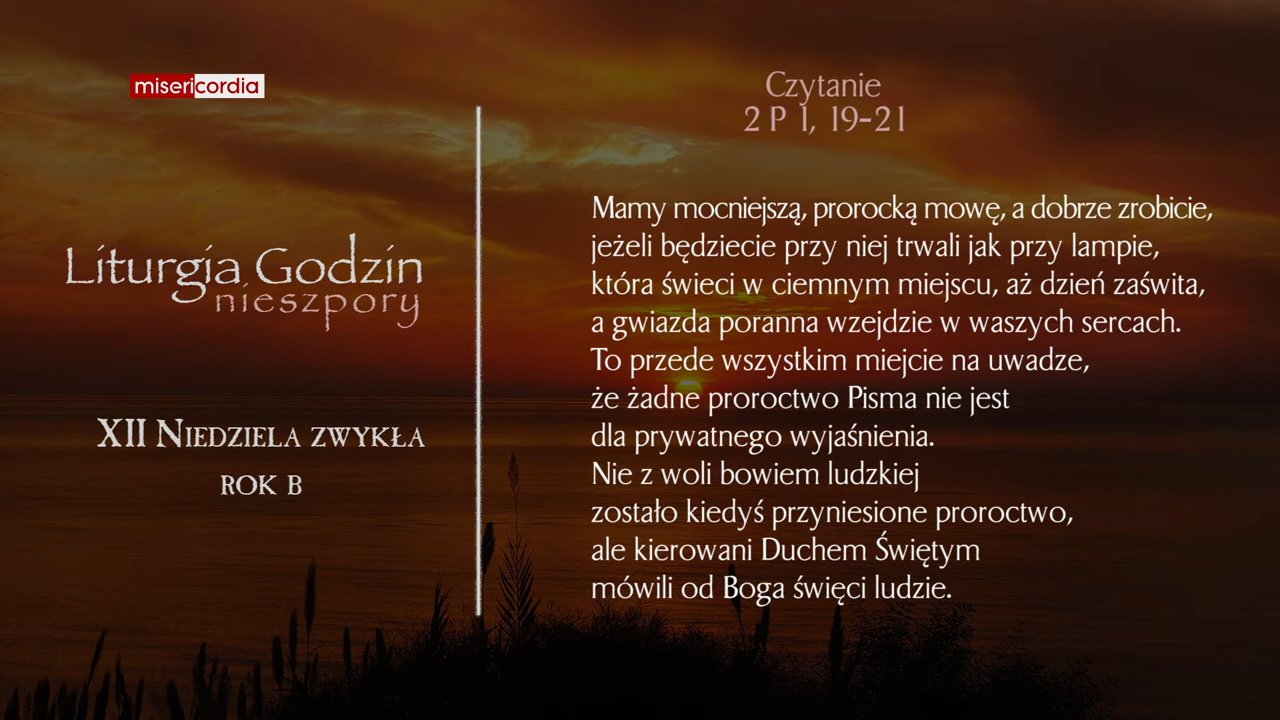 misericordia
Liturgia Godzin
nieszpory
XII Niedziela zwykła
rok B
Czytanie
2 P 1, 19-21
Mamy mocniejszą, prorocką mowę, a dobrze zrobicie,
jeżeli będziecie przy niej trwali jak przy lampie,
która świeci w ciemnym miejscu, aż dzień zaświta,
a gwiazda poranna wzejdzie w waszych sercach.
To przede wszystkim miejcie na uwadze,
że żadne proroctwo Pisma nie jest
dla prywatnego wyjaśnienia.
Nie z woli bowiem ludzkiej
zostało kiedyś przyniesione proroctwo,
ale kierowani Duchem Świętym
mówili od Boga święci ludzie.